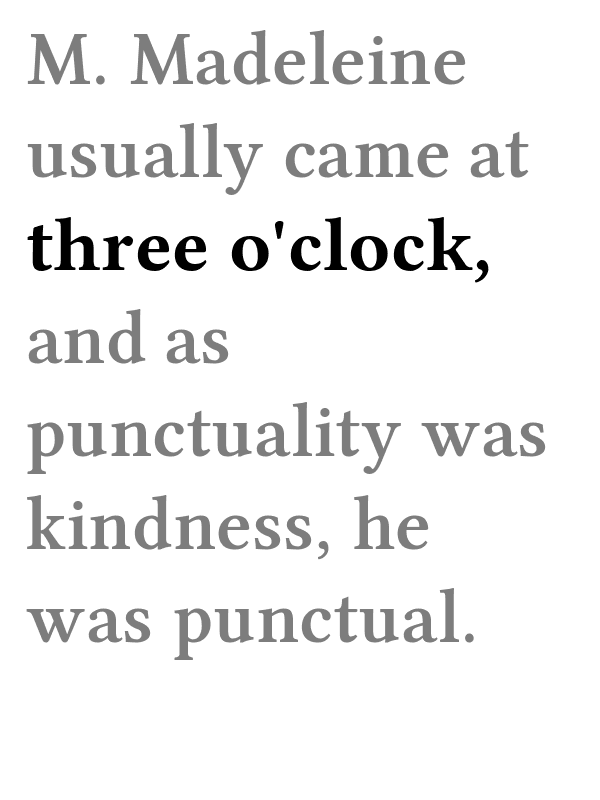 M. Madeleine
usually came at
three o'clock,
and as
punctuality was
kindness, he
was punctual.